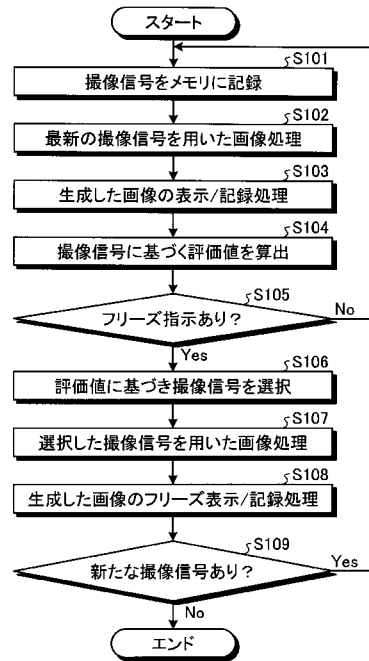 スタート
S101
撮像信号をメモリに記録
S102
最新の撮像信号を用いた画像処理
S103
生成した画像の表示/記録処理
S104
撮像信号に基づく評価値を算出
S105
フリーズ指示あり？
No
Yes
S106
評価値に基づき撮像信号を選択
S107
選択した撮像信号を用いた画像処理
S108
生成した画像のフリーズ表示/記録処理
S109
新たな撮像信号あり？
Yes
No
エンド